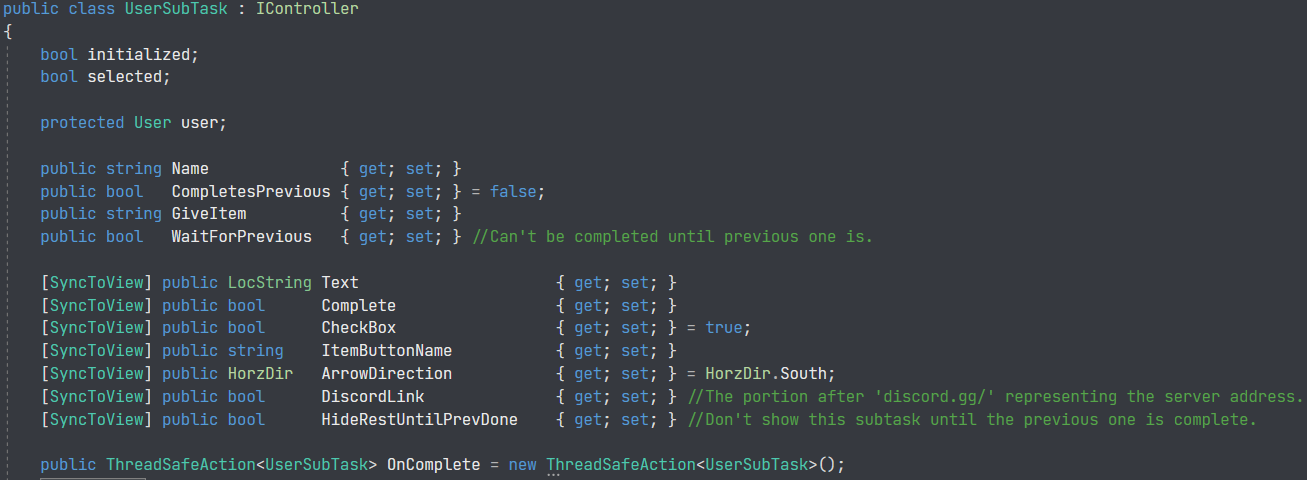 public class UserSubTask : IController
{
    bool initialized;
    bool selected;

    protected User user;

    public string Name              { get; set; }
    public bool   CompletesPrevious { get; set; } = false;
    public string GiveItem          { get; set; }
    public bool   WaitForPrevious   { get; set; } //Can't be completed until previous one is.

    [SyncToView] public LocString Text              { get; set; }
    [SyncToView] public bool      Complete          { get; set; }
    [SyncToView] public bool      CheckBox          { get; set; } = true;
    [SyncToView] public string    ItemButtonName    { get; set; }
    [SyncToView] public HorzDir   ArrowDirection    { get; set; } = HorzDir.South;
    [SyncToView] public bool      DiscordLink       { get; set; } //The portion after 'discord.gg/' representing the server address.
    [SyncToView] public bool      HideRestUntilPrevDone    { get; set; } //Don't show this subtask until the previous one is complete.

    public ThreadSafeAction<UserSubTask> OnComplete = new ThreadSafeAction<UserSubTask>();